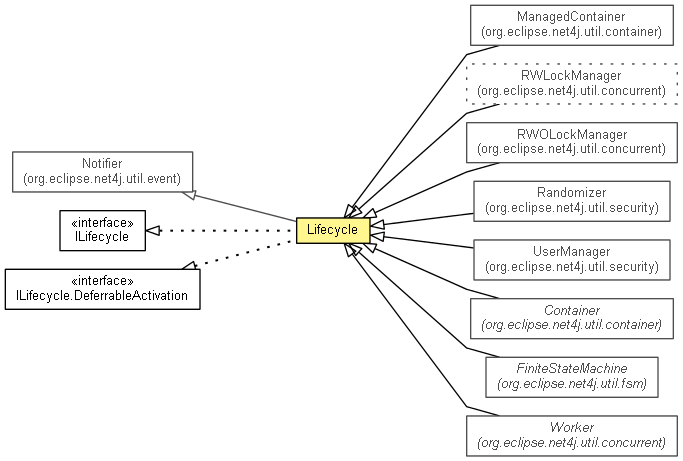 ManagedContainer
(org.eclipse.net4j.util.container)
RWLockManager
(org.eclipse.net4j.util.concurrent)
RWOLockManager
(org.eclipse.net4j.util.concurrent)
Notifier
(org.eclipse.net4j.util.event)
Randomizer
(org.eclipse.net4j.util.security)
«interface»
ILifecycle
Lifecycle
UserManager
(org.eclipse.net4j.util.security)
«interface»
ILifecycle.DeferrableActivation
Container
(org.eclipse.net4j.util.container)
FiniteStateMachine
(org.eclipse.net4j.util.fsm)
Worker
(org.eclipse.net4j.util.concurrent)